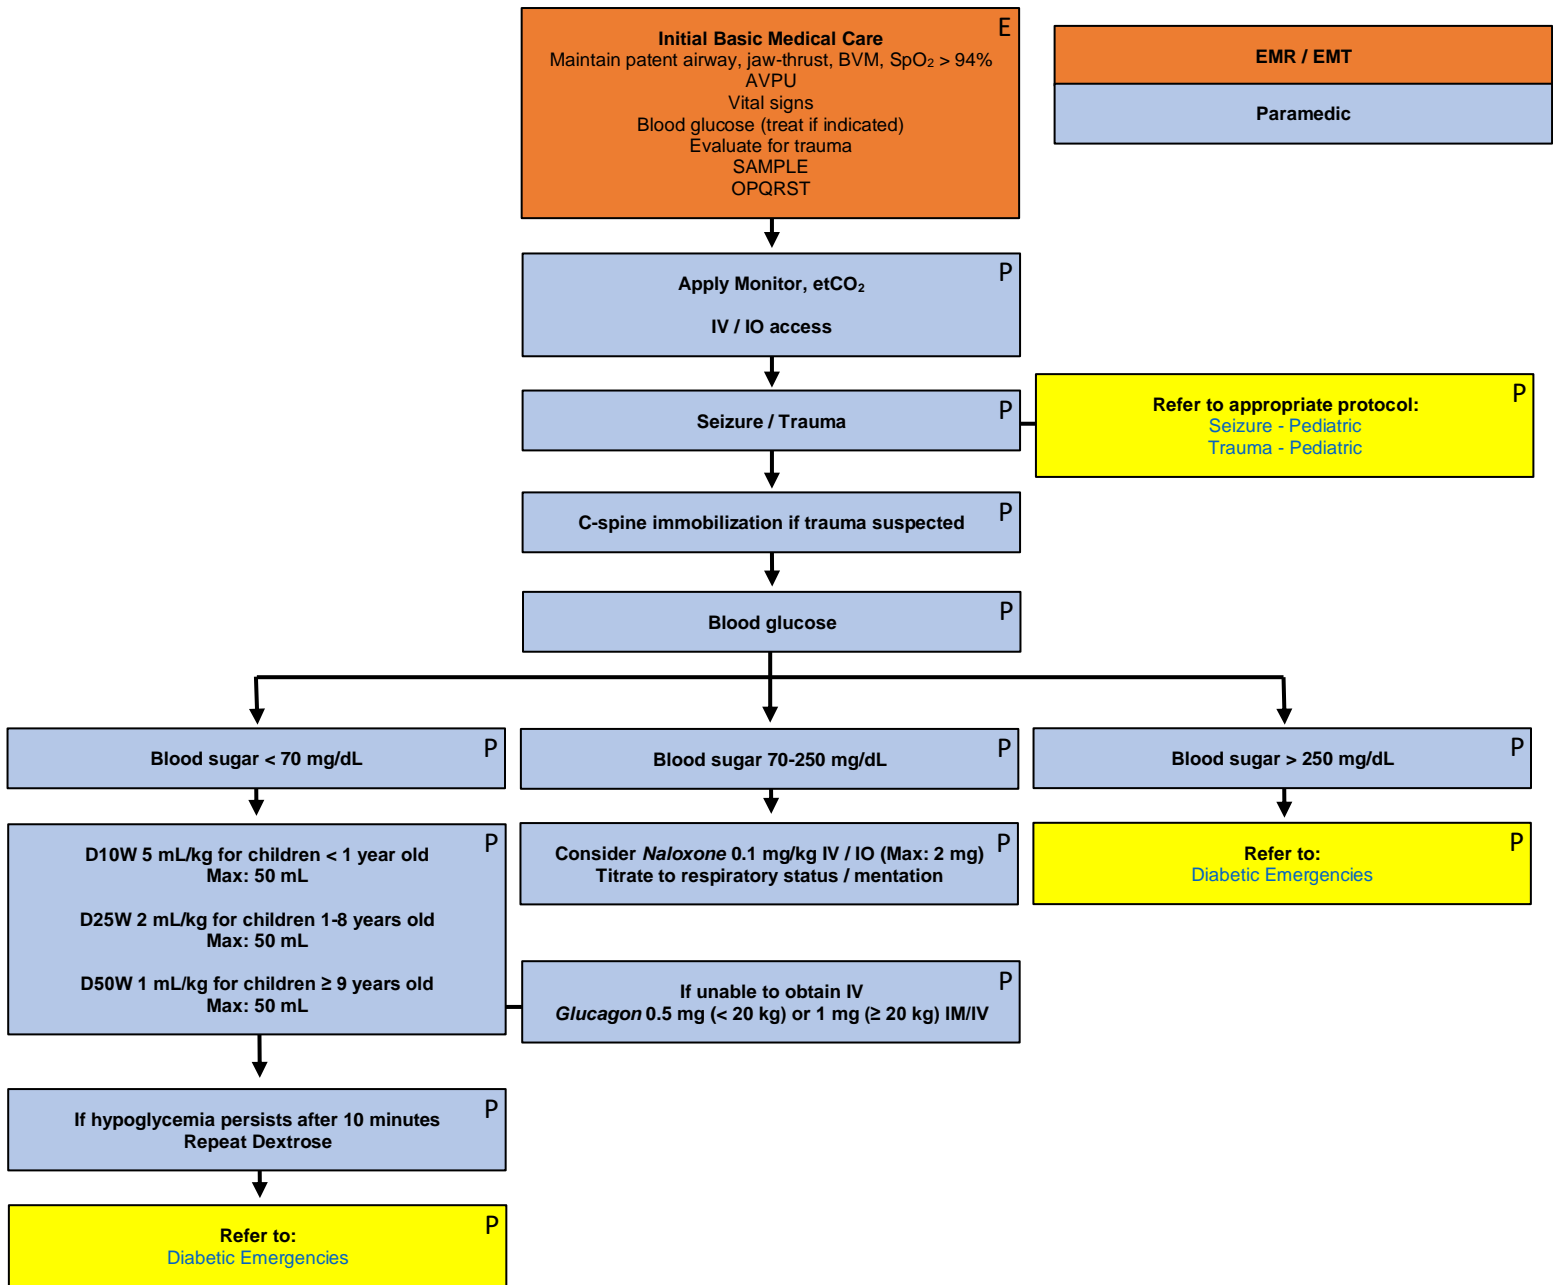 E
Initial Basic Medical Care
Maintain patent airway, jaw-thrust, BVM, SpO₂ > 94%
AVPU
Vital signs
Blood glucose (treat if indicated)
Evaluate for trauma
SAMPLE
OPQRST
EMR / EMT
Paramedic
P
Apply Monitor, etCO₂
IV / IO access
P
Seizure / Trauma
P
Refer to appropriate protocol:
Seizure - Pediatric
Trauma - Pediatric
P
C-spine immobilization if trauma suspected
P
Blood glucose
P
Blood sugar < 70 mg/dL
P
Blood sugar 70-250 mg/dL
P
Blood sugar > 250 mg/dL
P
D10W 5 mL/kg for children < 1 year old
Max: 50 mL
D25W 2 mL/kg for children 1-8 years old
Max: 50 mL
D50W 1 mL/kg for children ≥ 9 years old
Max: 50 mL
P
Consider Naloxone 0.1 mg/kg IV / IO (Max: 2 mg)
Titrate to respiratory status / mentation
P
Refer to:
Diabetic Emergencies
P
If unable to obtain IV
Glucagon 0.5 mg (< 20 kg) or 1 mg (≥ 20 kg) IM/IV
P
If hypoglycemia persists after 10 minutes
Repeat Dextrose
P
Refer to:
Diabetic Emergencies